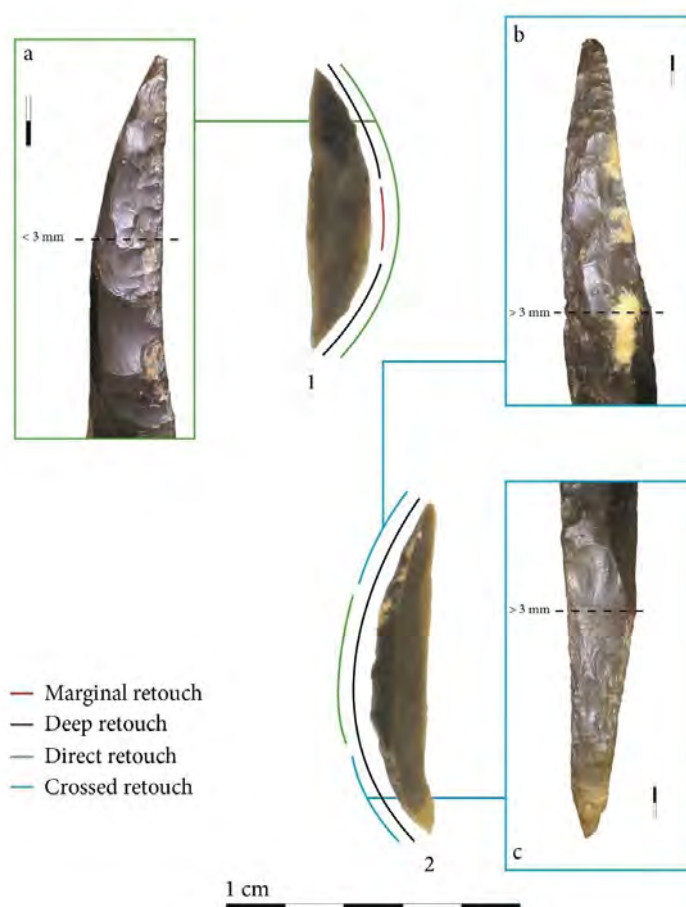 a
b
< 3 mm
1
> 3 mm
> 3 mm
Marginal retouch
Deep retouch
Direct retouch
Crossed retouch
2
c
1 cm